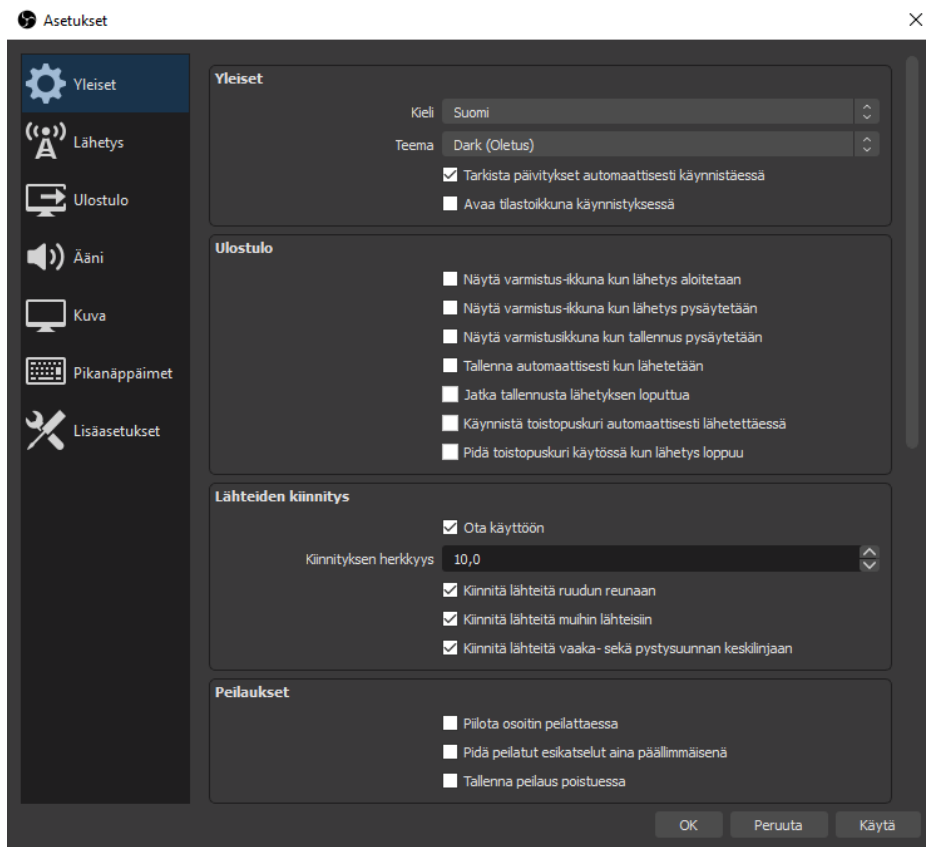 Asetukset
Yleiset
Lähetys
Ulostulo
Ääni
Kuva
Pikanäppäimet
Lisäasetukset
Yleiset
Kieli Suomi
Teema Dark (Oletus)
Tarkista päivitykset automaattisesti käynnistäessä
Avaa tilastoikkuna käynnistyksessä
Ulostulo
Näytä varmistus-ikkuna kun lähetys aloitetaan
Näytä varmistus-ikkuna kun lähetys pysäytetään
Näytä varmistusikkuna kun tallennus pysäytetään
Tallenna automaattisesti kun lähetetään
Jatka tallennusta lähetyksen loputtua
Käynnistä toistopuskuri automaattisesti lähetettäessä
Pidä toistopuskuri käytössä kun lähetys loppuu
Lähteiden kiinnitys
Ota käyttöön
Kiinnityksen herkkyys 10,0
Kiinnitä lähteitä ruudun reunaan
Kiinnitä lähteitä muihin lähteisiin
Kiinnitä lähteitä vaaka- sekä pystysuunnan keskilinjaan
Peilaukset
Piilota osoitin peilattaessa
Pidä peilatut esikatselut aina päällimmäisenä
Tallenna peilaus poistuessa
OK Peruuta Käytä